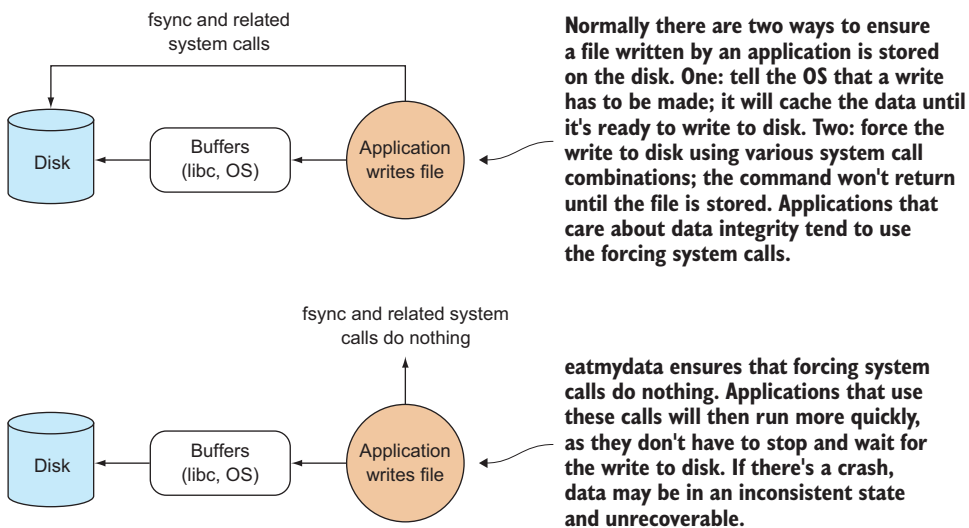 fsync and related
system calls
Disk
Buffers
(libc, OS)
Application
writes file
Normally there are two ways to ensure
a file written by an application is stored
on the disk. One: tell the OS that a write
has to be made; it will cache the data until
it's ready to write to disk. Two: force the
write to disk using various system call
combinations; the command won't return
until the file is stored. Applications that
care about data integrity tend to use
the forcing system calls.
fsync and related system
calls do nothing
Disk
Buffers
(libc, OS)
Application
writes file
eatmydata ensures that forcing system
calls do nothing. Applications that use
these calls will then run more quickly,
as they don't have to stop and wait for
the write to disk. If there's a crash,
data may be in an inconsistent state
and unrecoverable.